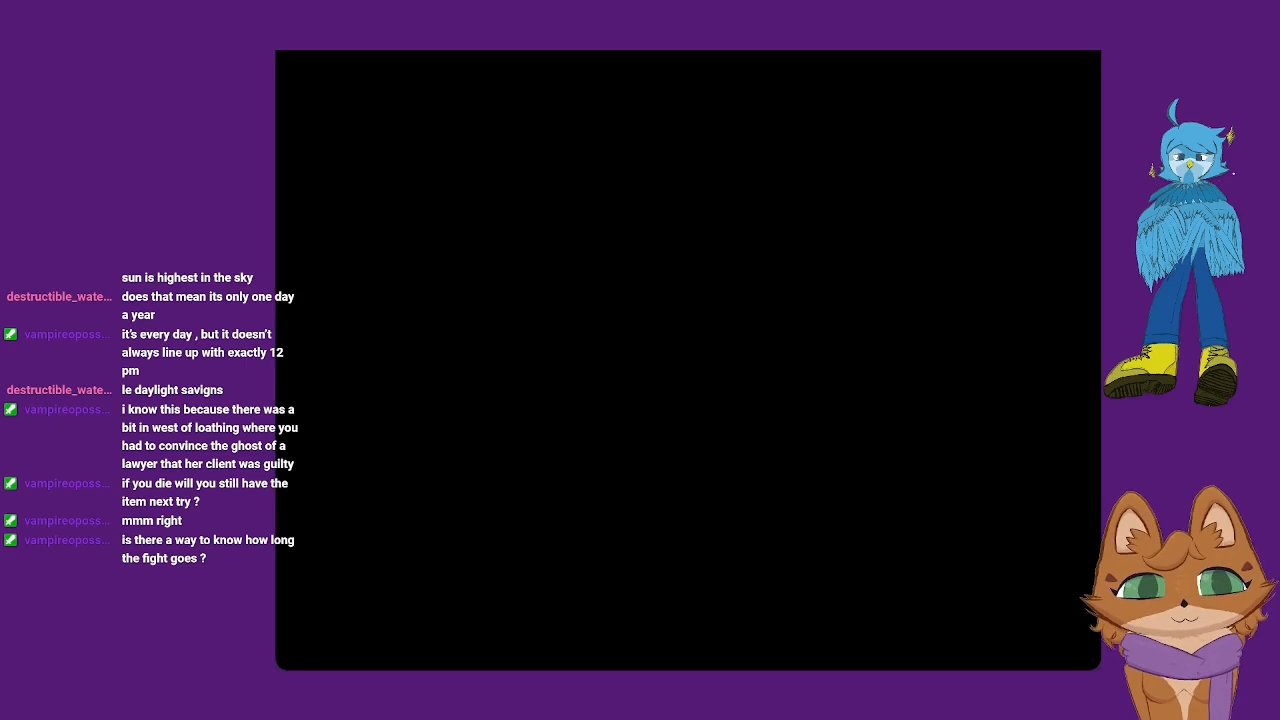 sun is highest in the sky
destructible_wate... does that mean its only one day
a year
vampireoposs... it's every day , but it doesn't
always line up with exactly 12
pm
destructible_wate... le daylight savigns
vampireoposs... i know this because there was a
bit in west of loathing where you
had to convince the ghost of a
lawyer that her client was guilty
vampireoposs... if you die will you still have the
item next try ?
vampireoposs... mmm right
vampireoposs... is there a way to know how long
the fight goes ?